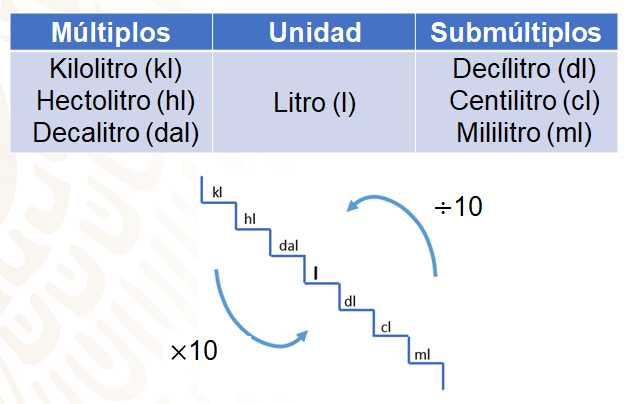 Múltiplos Unidad Submúltiplos
Kilolitro (kl)
Hectolitro (hl)
Decalitro (dal)
Litro (l)
Decílitro (dl)
Centilitro (cl)
Mililitro (ml)
kl
hl
dal
l
dl
cl
ml
÷10
×10